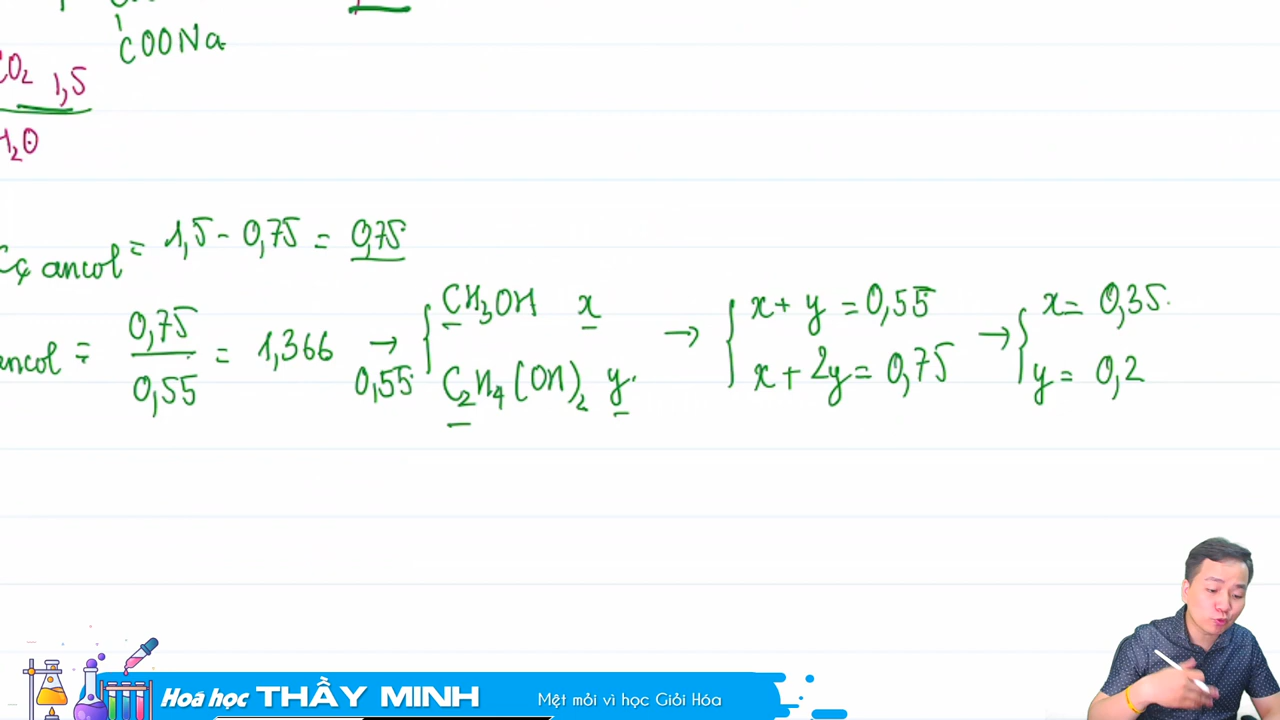 COONa
CO₂ 1,5
H₂O
C ancol = 1,5 - 0,75 = 0,75
ancol = 0,75 / 0,55 = 1,366 → 0,55 { CH₃OH x → { x + y = 0,55 → { x = 0,35
C₂H₄(OH)₂ y x + 2y = 0,75 y = 0,2
Hoá học THẦY MINH
Mệt mỏi vì học Giỏi Hóa